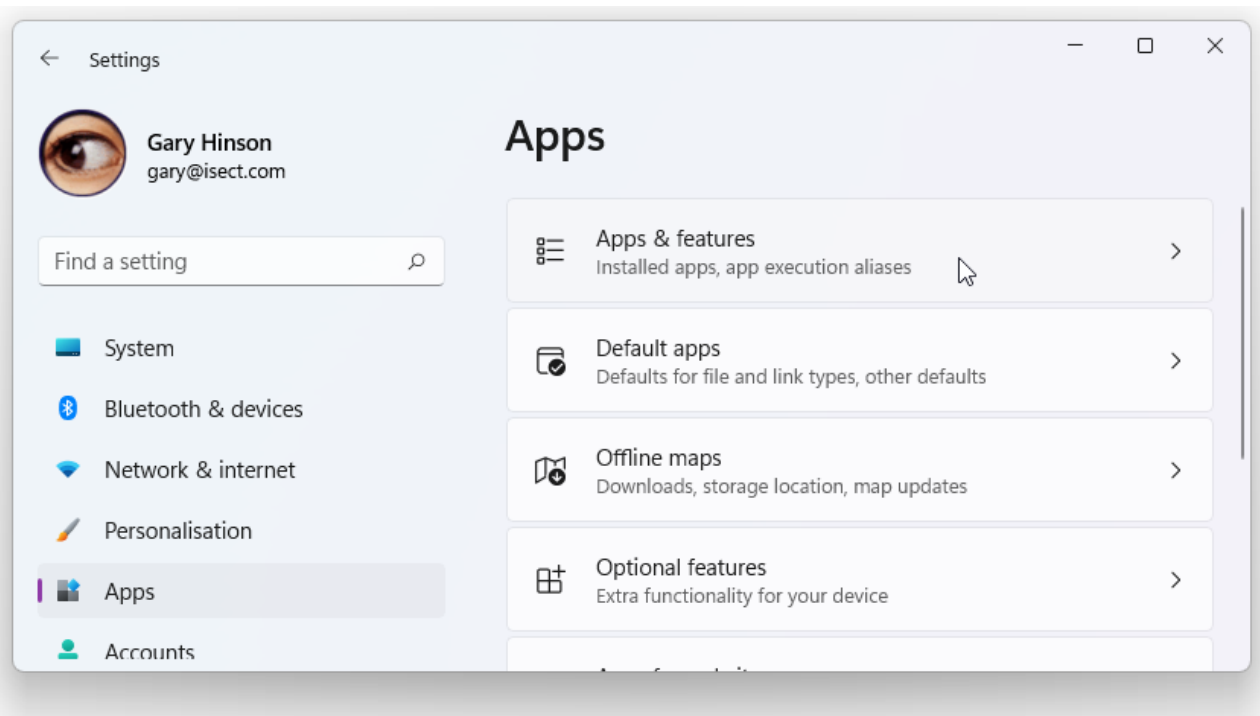 Settings
Gary Hinson
gary@isect.com
Find a setting
System
Bluetooth & devices
Network & internet
Personalisation
Apps
Accounts
Apps
Apps & features
Installed apps, app execution aliases
Default apps
Defaults for file and link types, other defaults
Offline maps
Downloads, storage location, map updates
Optional features
Extra functionality for your device